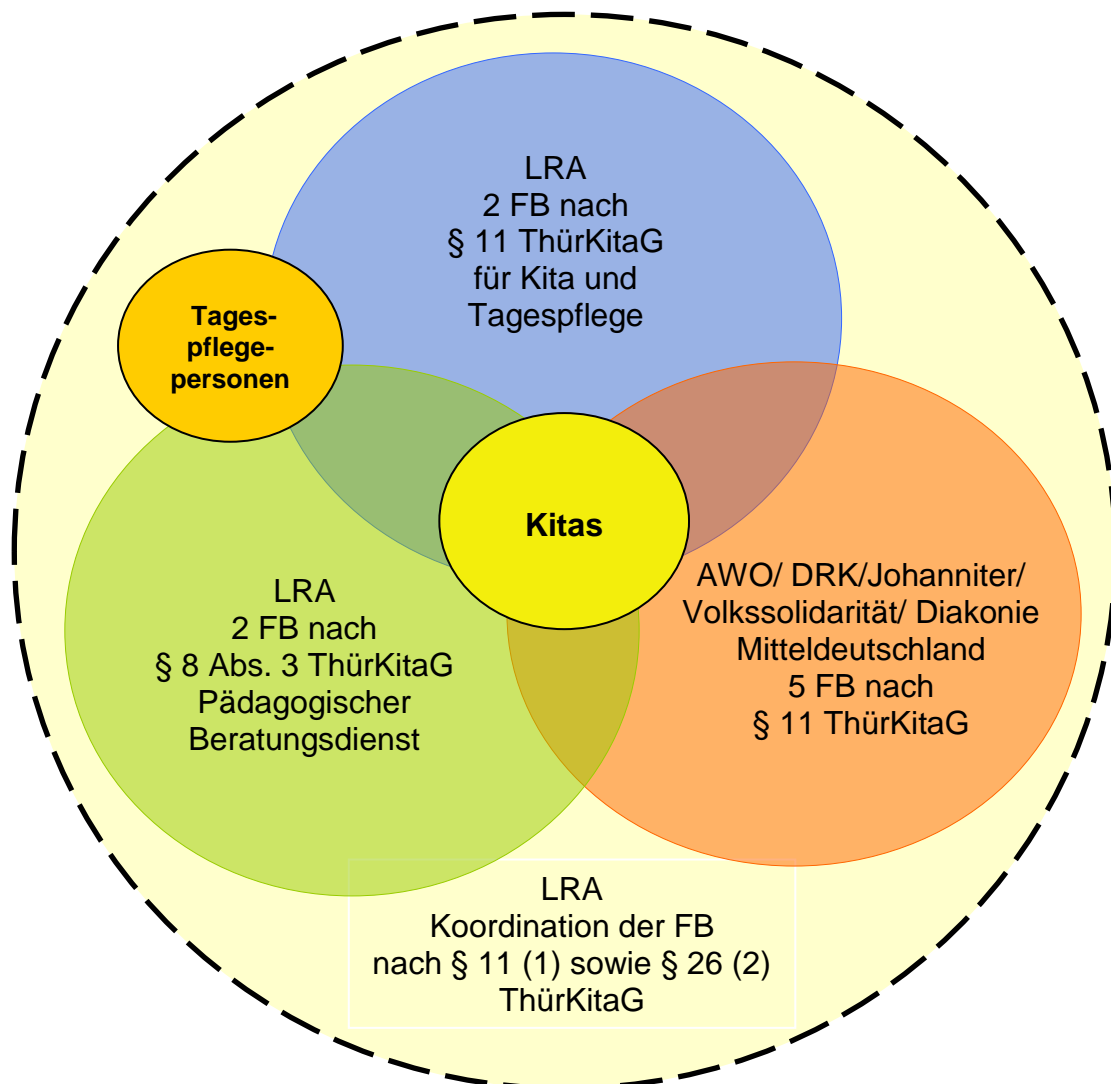 LRA
2 FB nach
§ 11 ThürKitaG
für Kita und
Tagespflege
Tages-
pflege-
personen
Kitas
LRA
2 FB nach
§ 8 Abs. 3 ThürKitaG
Pädagogischer
Beratungsdienst
AWO/ DRK/Johanniter/
Volkssolidarität/ Diakonie
Mitteldeutschland
5 FB nach
§ 11 ThürKitaG
LRA
Koordination der FB
nach § 11 (1) sowie § 26 (2)
ThürKitaG